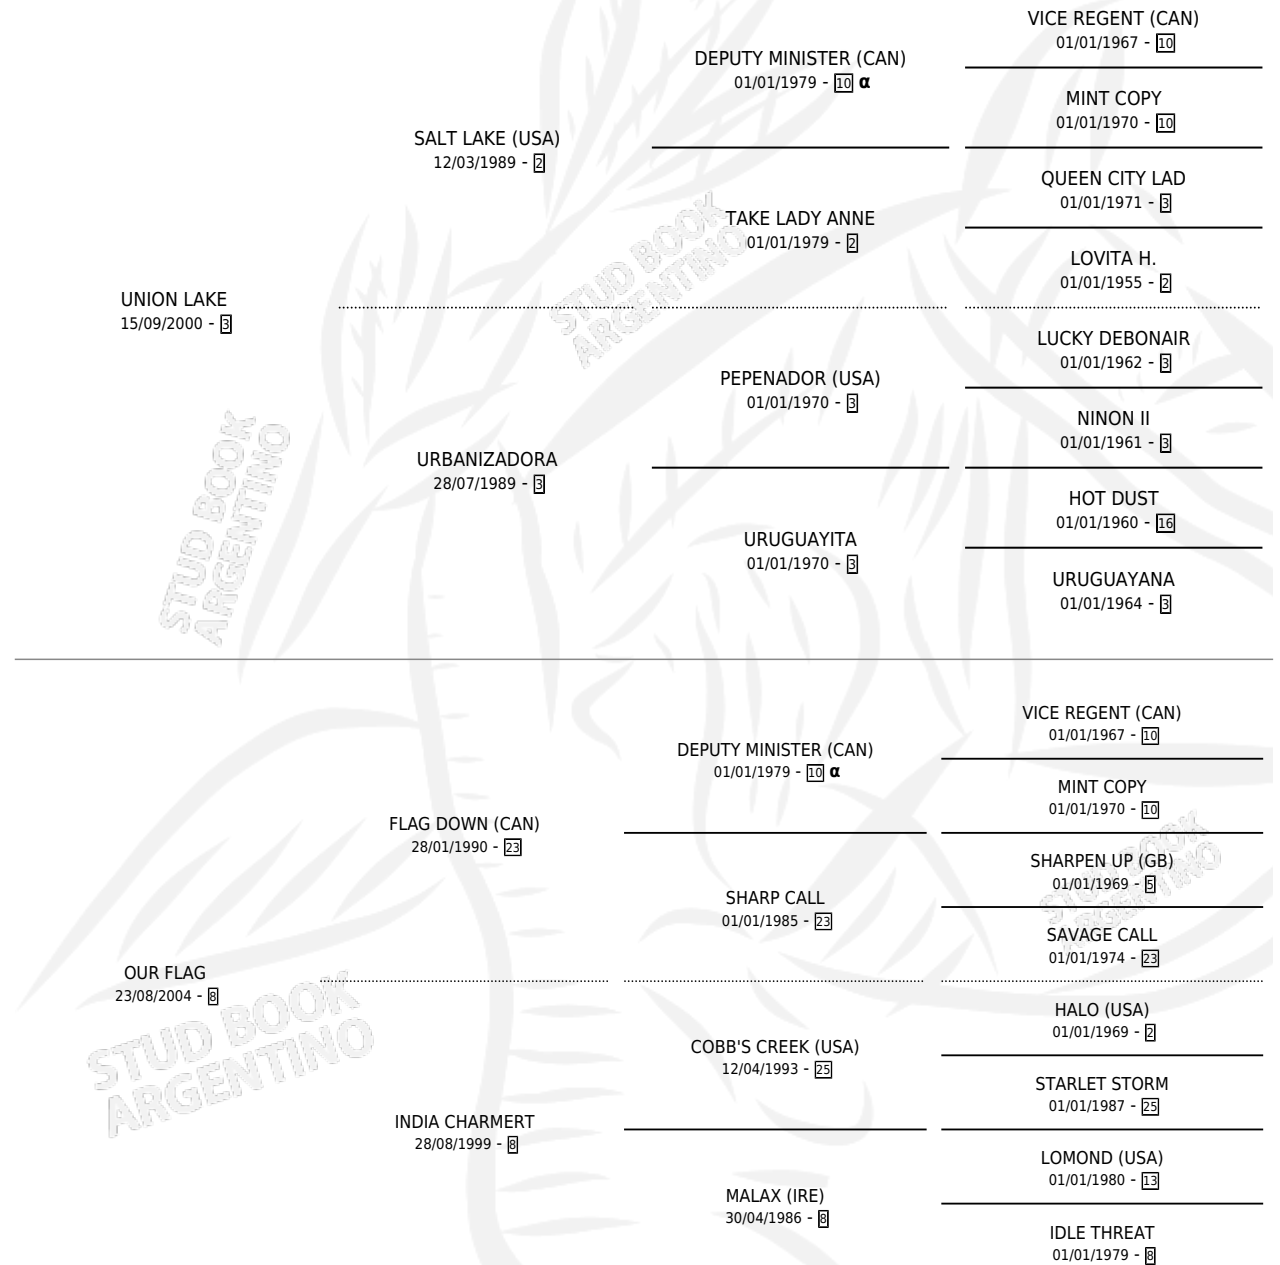 VICE REGENT (CAN)
01/01/1967 - 10
DEPUTY MINISTER (CAN)
01/01/1979 - 10 α
MINT COPY
01/01/1970 - 10
SALT LAKE (USA)
12/03/1989 - 2
QUEEN CITY LAD
01/01/1971 - 3
TAKE LADY ANNE
01/01/1979 - 2
LOVITA H.
01/01/1955 - 2
UNION LAKE
15/09/2000 - 3
LUCKY DEBONAIR
01/01/1962 - 3
PEPENADOR (USA)
01/01/1970 - 3
NINON II
01/01/1961 - 3
URBANIZADORA
28/07/1989 - 3
HOT DUST
01/01/1960 - 16
URUGUAYITA
01/01/1970 - 3
URUGUAYANA
01/01/1964 - 3
STUD BOOK
ARGENTINO
STUD BOOK
ARGENTINO
VICE REGENT (CAN)
01/01/1967 - 10
DEPUTY MINISTER (CAN)
01/01/1979 - 10 α
MINT COPY
01/01/1970 - 10
FLAG DOWN (CAN)
28/01/1990 - 23
SHARPEN UP (GB)
01/01/1969 - 5
SHARP CALL
01/01/1985 - 23
SAVAGE CALL
01/01/1974 - 23
OUR FLAG
23/08/2004 - 8
HALO (USA)
01/01/1969 - 2
COBB'S CREEK (USA)
12/04/1993 - 25
STARLET STORM
01/01/1987 - 25
INDIA CHARMERT
28/08/1999 - 8
LOMOND (USA)
01/01/1980 - 13
MALAX (IRE)
30/04/1986 - 8
IDLE THREAT
01/01/1979 - 8
STUD BOOK
ARGENTINO
STUD BOOK
ARGENTINO